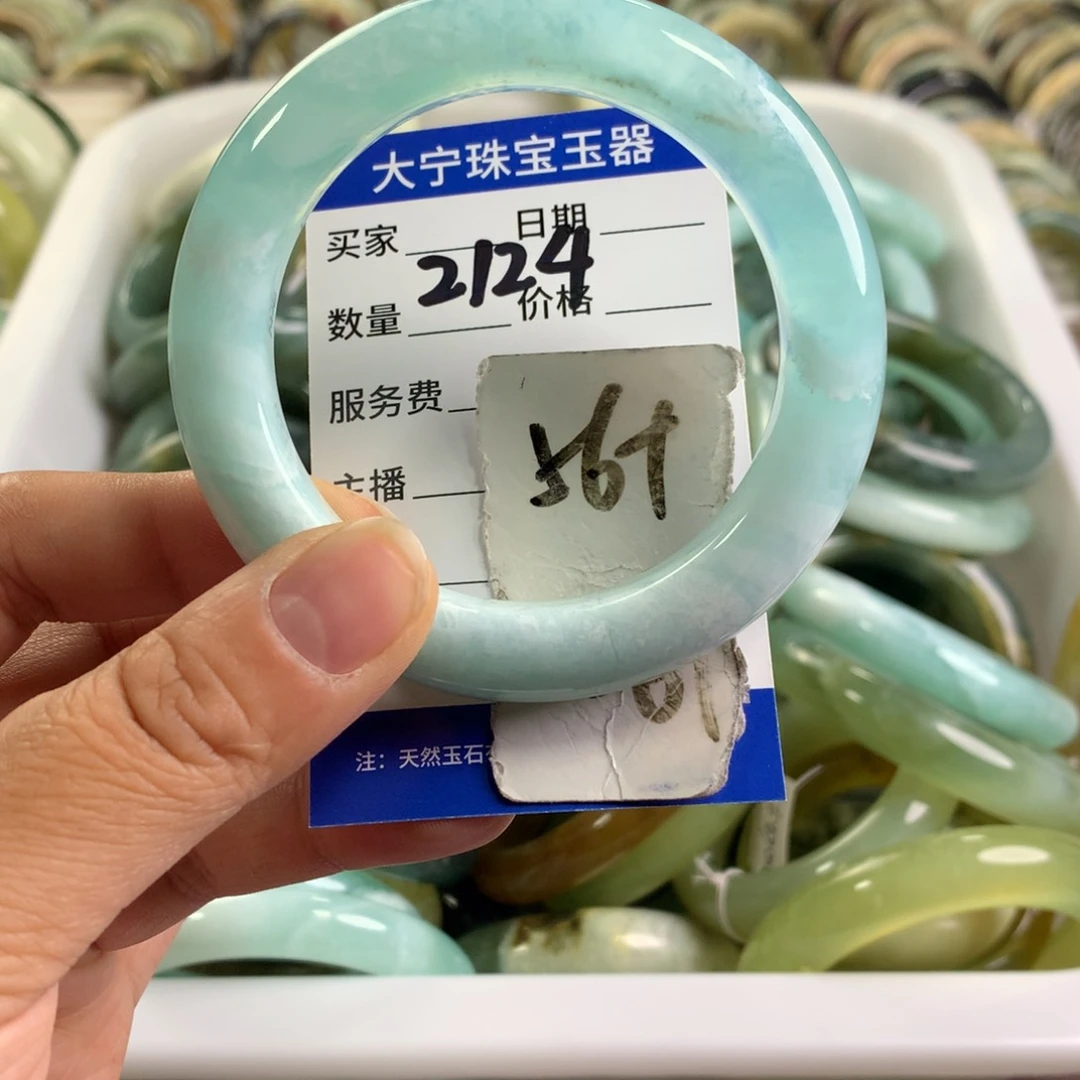 大宁珠宝玉器
买家 日期
2124
数量 价格
服务费
主播
注：天然玉石